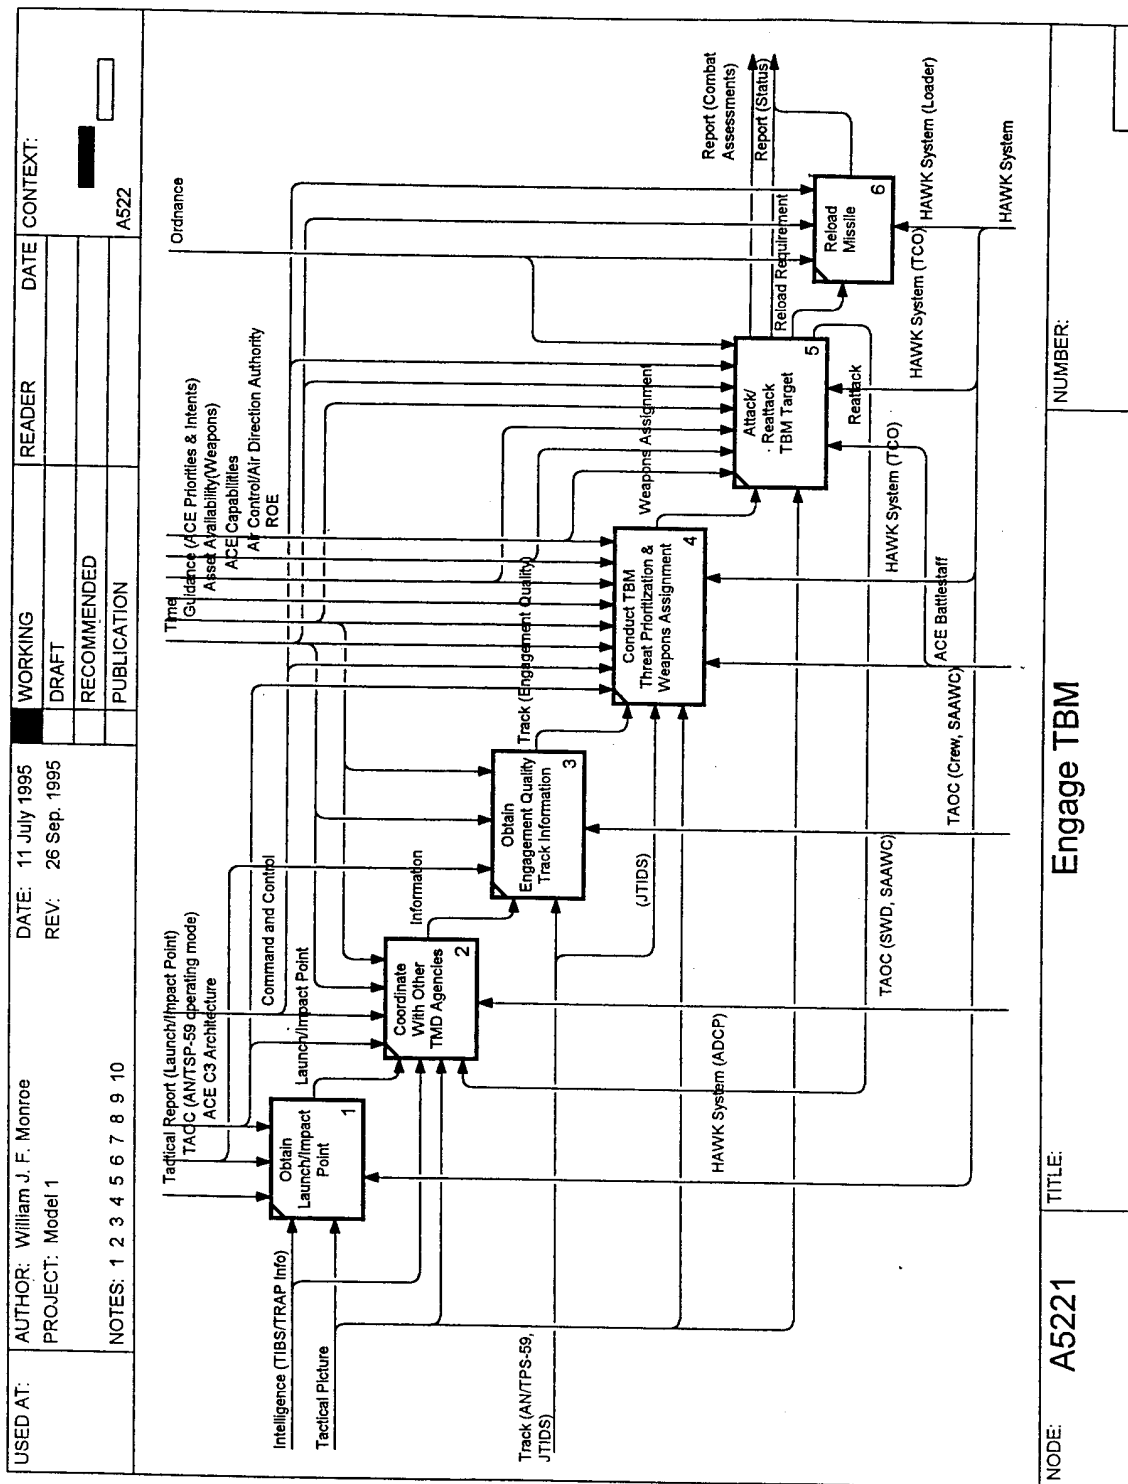 USED AT:
AUTHOR: William J. F. Monroe
PROJECT: Model 1
NOTES: 1 2 3 4 5 6 7 8 9 10
DATE: 11 July 1995
REV: 26 Sep. 1995
WORKING
DRAFT
RECOMMENDED
PUBLICATION
READER
DATE
CONTEXT:
A522
Tactical Report (Launch/Impact Point)
TAOC (AN/TSP-59 operating mode)
ACE C3 Architecture
Command and Control
Time
Guidance (ACE Priorities & Intents)
Asset Availability(Weapons)
ACE Capabilities
Air Control/Air Direction Authority
ROE
Ordnance
Intelligence (TIBS/TRAP Info)
Tactical Picture
Track (AN/TPS-59,
JTIDS)
Obtain
Launch/Impact
Point
1
Launch/Impact Point
Coordinate
With Other
TMD Agencies
2
Information
Obtain
Engagement Quality
Track Information
3
Track (Engagement Quality)
(JTIDS)
Conduct TBM
Threat Prioritization &
Weapons Assignment
4
Weapons Assignment
Attack/
Reattack
TBM Target
5
Reload Requirement
Reattack
Reload
Missile
6
Report (Combat
Assessments)
Report (Status)
HAWK System (ADCP)
TAOC (SWD, SAAWC)
TAOC (Crew, SAAWC)
ACE Battlestaff
HAWK System (TCO)
HAWK System (TCO)
HAWK System (Loader)
HAWK System
NODE:
A5221
TITLE:
Engage TBM
NUMBER: